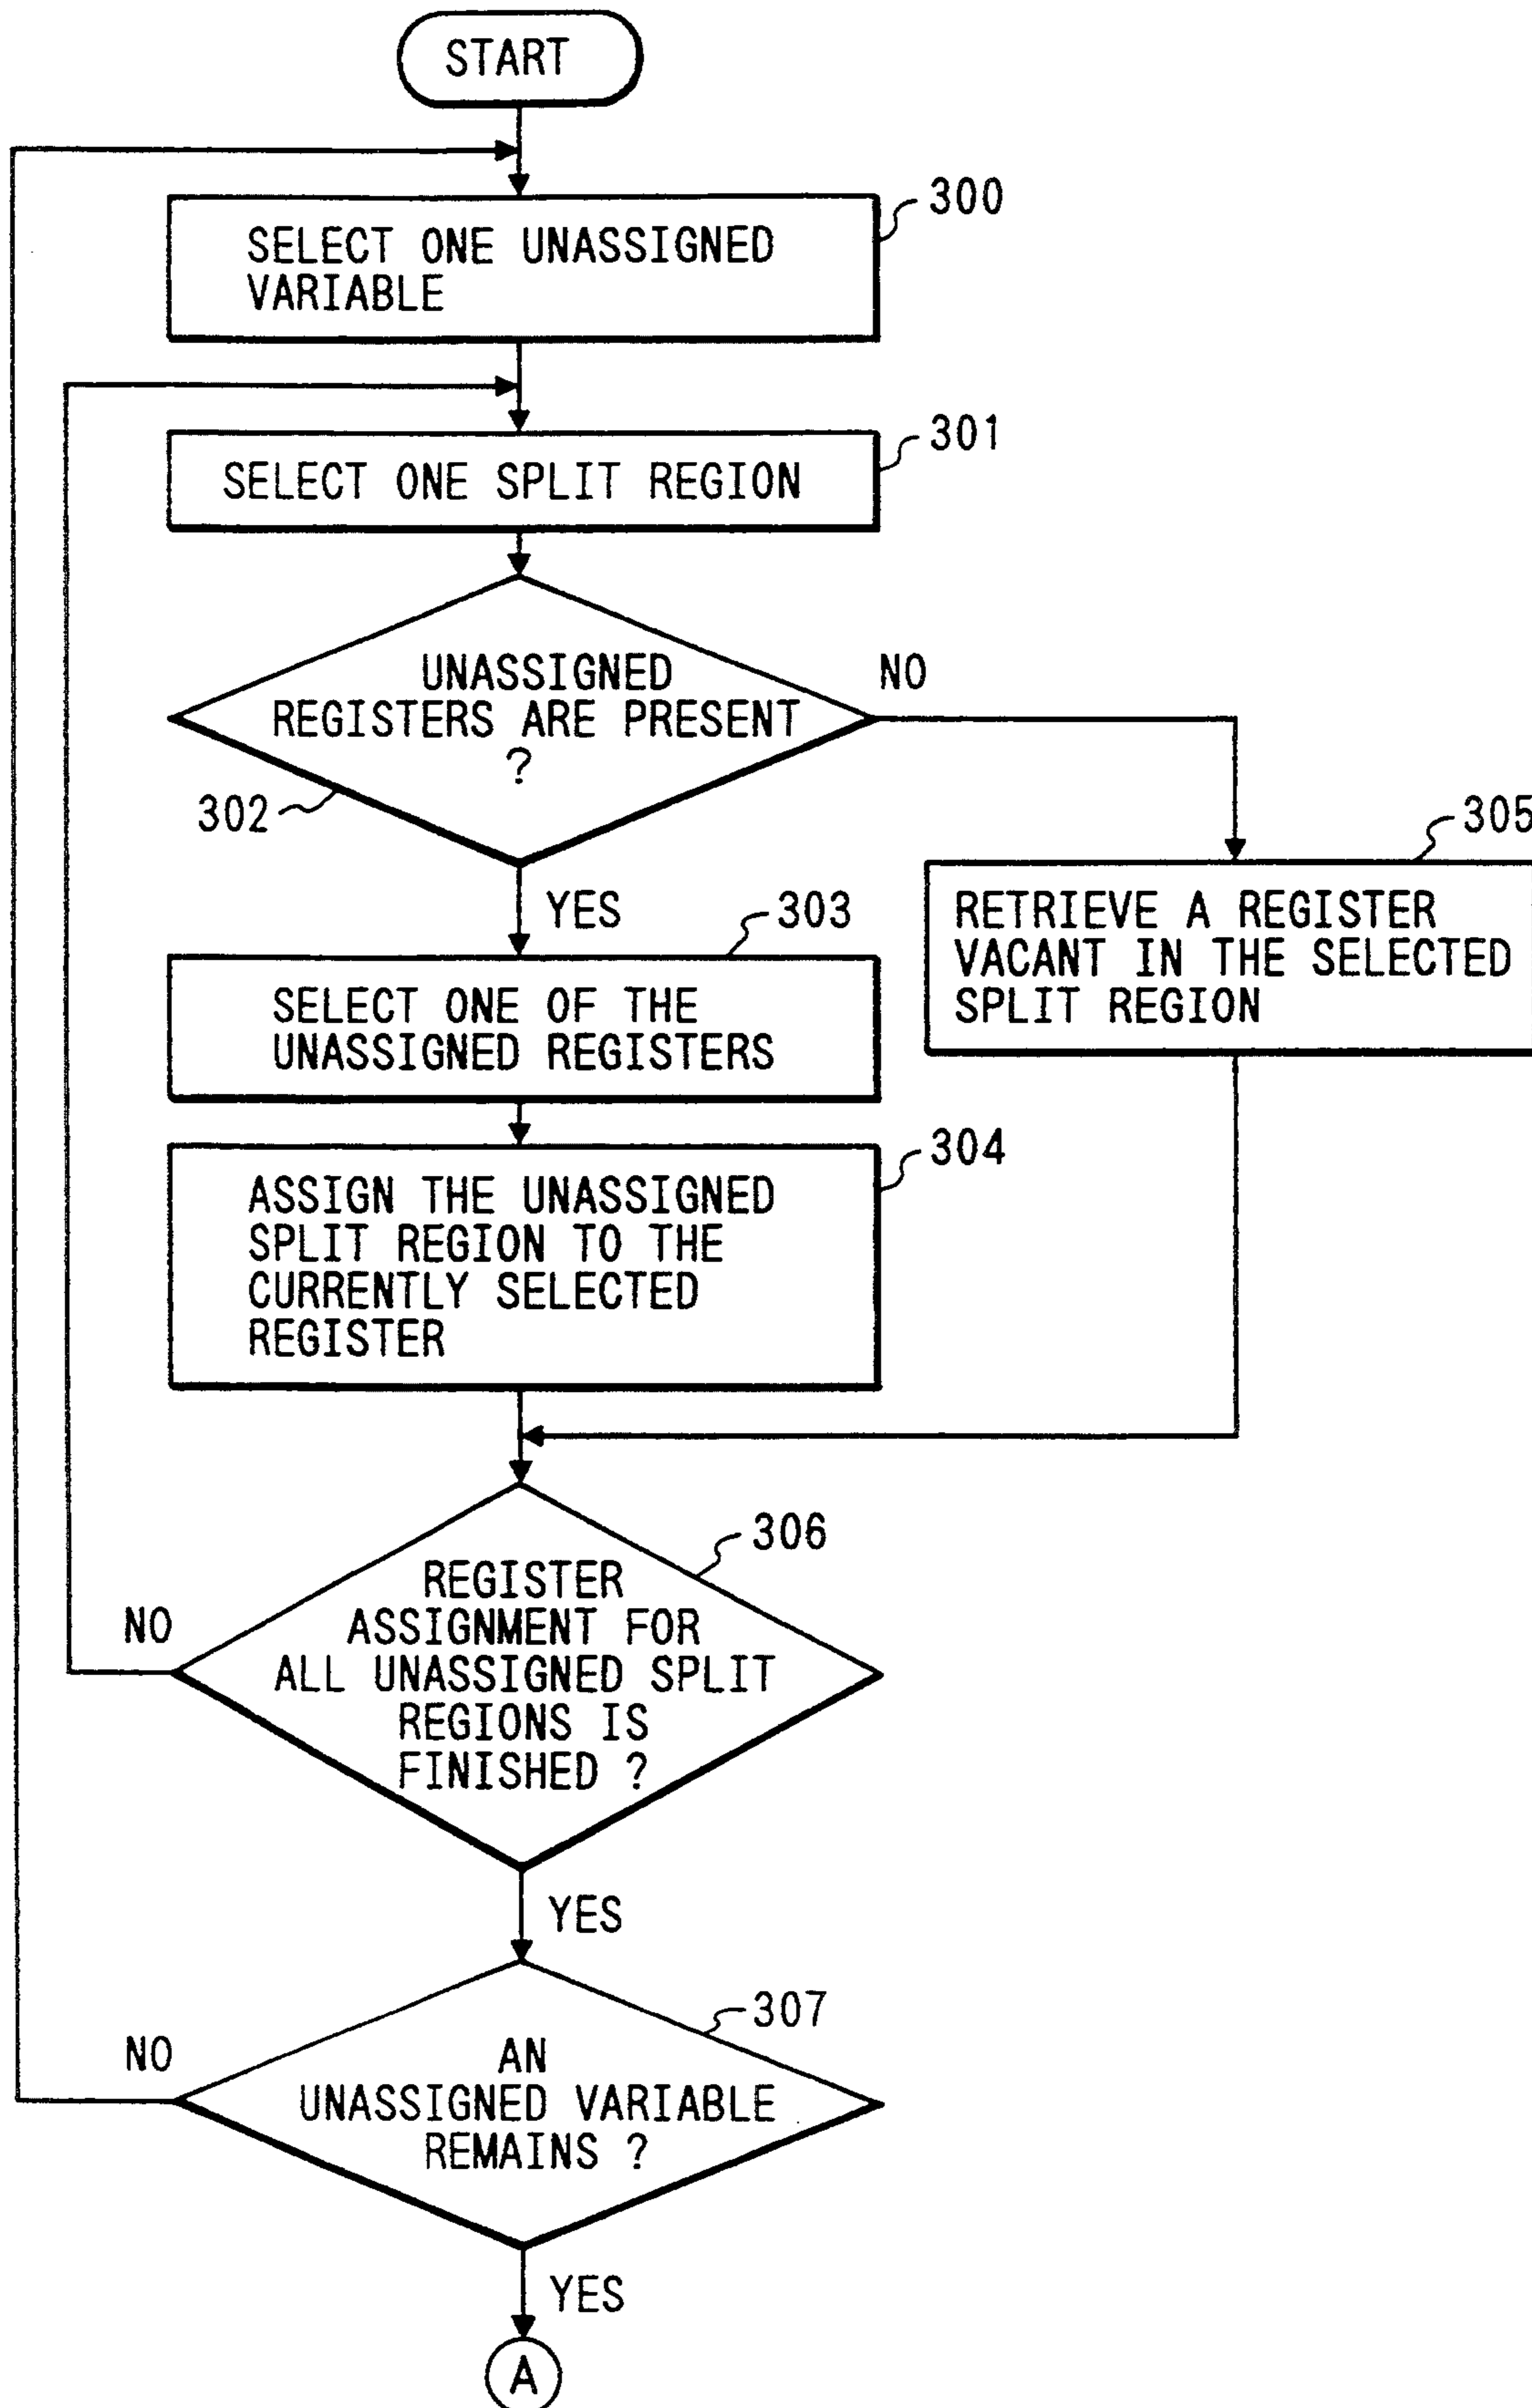 START
300
SELECT ONE UNASSIGNED
VARIABLE
301
SELECT ONE SPLIT REGION
UNASSIGNED
REGISTERS ARE PRESENT
?
NO
302
305
RETRIEVE A REGISTER
VACANT IN THE SELECTED
SPLIT REGION
YES
303
SELECT ONE OF THE
UNASSIGNED REGISTERS
304
ASSIGN THE UNASSIGNED
SPLIT REGION TO THE
CURRENTLY SELECTED
REGISTER
306
REGISTER
ASSIGNMENT FOR
ALL UNASSIGNED SPLIT
REGIONS IS
FINISHED ?
NO
YES
307
AN
UNASSIGNED VARIABLE
REMAINS ?
NO
YES
A